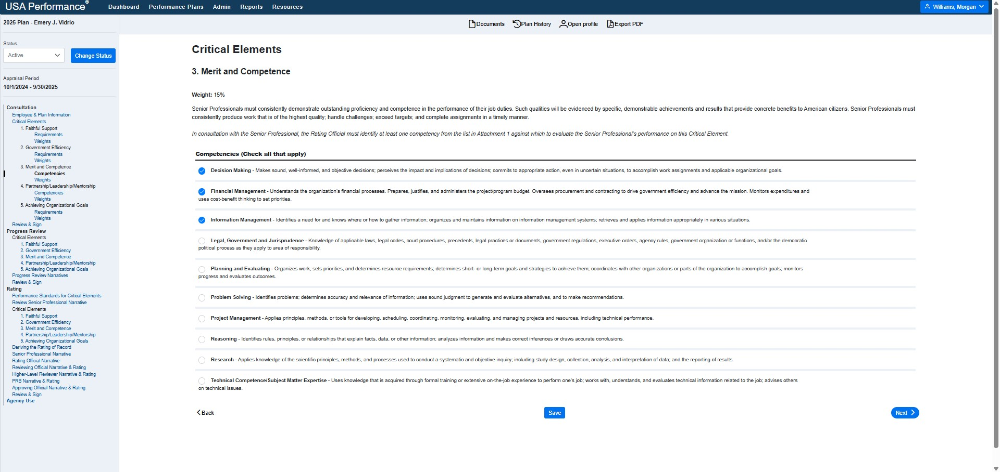 USA Performance®
Dashboard
Performance Plans
Admin
Reports
Resources
Williams, Morgan
2025 Plan - Emery J. Vidrio
Status
Active
Change Status
Appraisal Period
10/1/2024 - 9/30/2025
Consultation
Employee & Plan Information
Critical Elements
1. Faithful Support
Requirements
Weights
2. Government Efficiency
Requirements
Weights
3. Merit and Competence
Competencies
Weights
4. Partnership/Leadership/Mentorship
Competencies
Weights
5. Achieving Organizational Goals
Requirements
Weights
Review & Sign
Progress Review
Critical Elements
1. Faithful Support
2. Government Efficiency
3. Merit and Competence
4. Partnership/Leadership/Mentorship
5. Achieving Organizational Goals
Progress Review Narratives
Review & Sign
Rating
Performance Standards for Critical Elements
Review Senior Professional Narrative
Critical Elements
1. Faithful Support
2. Government Efficiency
3. Merit and Competence
4. Partnership/Leadership/Mentorship
5. Achieving Organizational Goals
Deriving the Rating of Record
Senior Professional Narrative
Rating Official Narrative
Reviewing Official Narrative & Rating
Higher-Level Reviewer Narrative & Rating
PRB Narrative & Rating
Approving Official Narrative & Rating
Review & Sign
Agency Use
Documents
Plan History
Open profile
Export PDF
Critical Elements
3. Merit and Competence
Weight: 15%
Senior Professionals must consistently demonstrate outstanding proficiency and competence in the performance of their job duties. Such qualities will be evidenced by specific, demonstrable achievements and results that provide concrete benefits to American citizens. Senior Professionals must
consistently produce work that is of the highest quality; handle challenges; exceed targets; and complete assignments in a timely manner.
In consultation with the Senior Professional, the Rating Official must identify at least one competency from the list in Attachment 1 against which to evaluate the Senior Professional's performance on this Critical Element.
Competencies (Check all that apply)
Decision Making - Makes sound, well-informed, and objective decisions; perceives the impact and implications of decisions; commits to appropriate action, even in uncertain situations, to accomplish work assignments and applicable organizational goals.
Financial Management - Understands the organization's financial processes. Prepares, justifies, and administers the project/program budget. Oversees procurement and contracting to drive government efficiency and advance the mission. Monitors expenditures and
uses cost-benefit thinking to set priorities.
Information Management - Identifies a need for and knows where or how to gather information; organizes and maintains information on information management systems; retrieves and applies information appropriately in various situations.
Legal, Government and Jurisprudence - Knowledge of applicable laws, legal codes, court procedures, precedents, legal practices or documents, government regulations, executive orders, agency rules, government organization or functions, and/or the democratic
political process as they apply to area of responsibility.
Planning and Evaluating - Organizes work, sets priorities, and determines resource requirements; determines short- or long-term goals and strategies to achieve them; coordinates with other organizations or parts of the organization to accomplish goals; monitors
progress and evaluates outcomes.
Problem Solving - Identifies problems; determines accuracy and relevance of information; uses sound judgment to generate and evaluate alternatives, and to make recommendations.
Project Management - Applies principles, methods, or tools for developing, scheduling, coordinating, monitoring, evaluating, and managing projects and resources, including technical performance.
Reasoning - Identifies rules, principles, or relationships that explain facts, data, or other information; analyzes information and makes correct inferences or draws accurate conclusions.
Research - Applies knowledge of the scientific principles, methods, and processes used to conduct a systematic and objective inquiry; including study design, collection, analysis, and interpretation of data; and the reporting of results.
Technical Competence/Subject Matter Expertise - Uses knowledge that is acquired through formal training or extensive on-the-job experience to perform one's job; works with, understands, and evaluates technical information related to the job; advises others
on technical issues.
Back
Save
Next